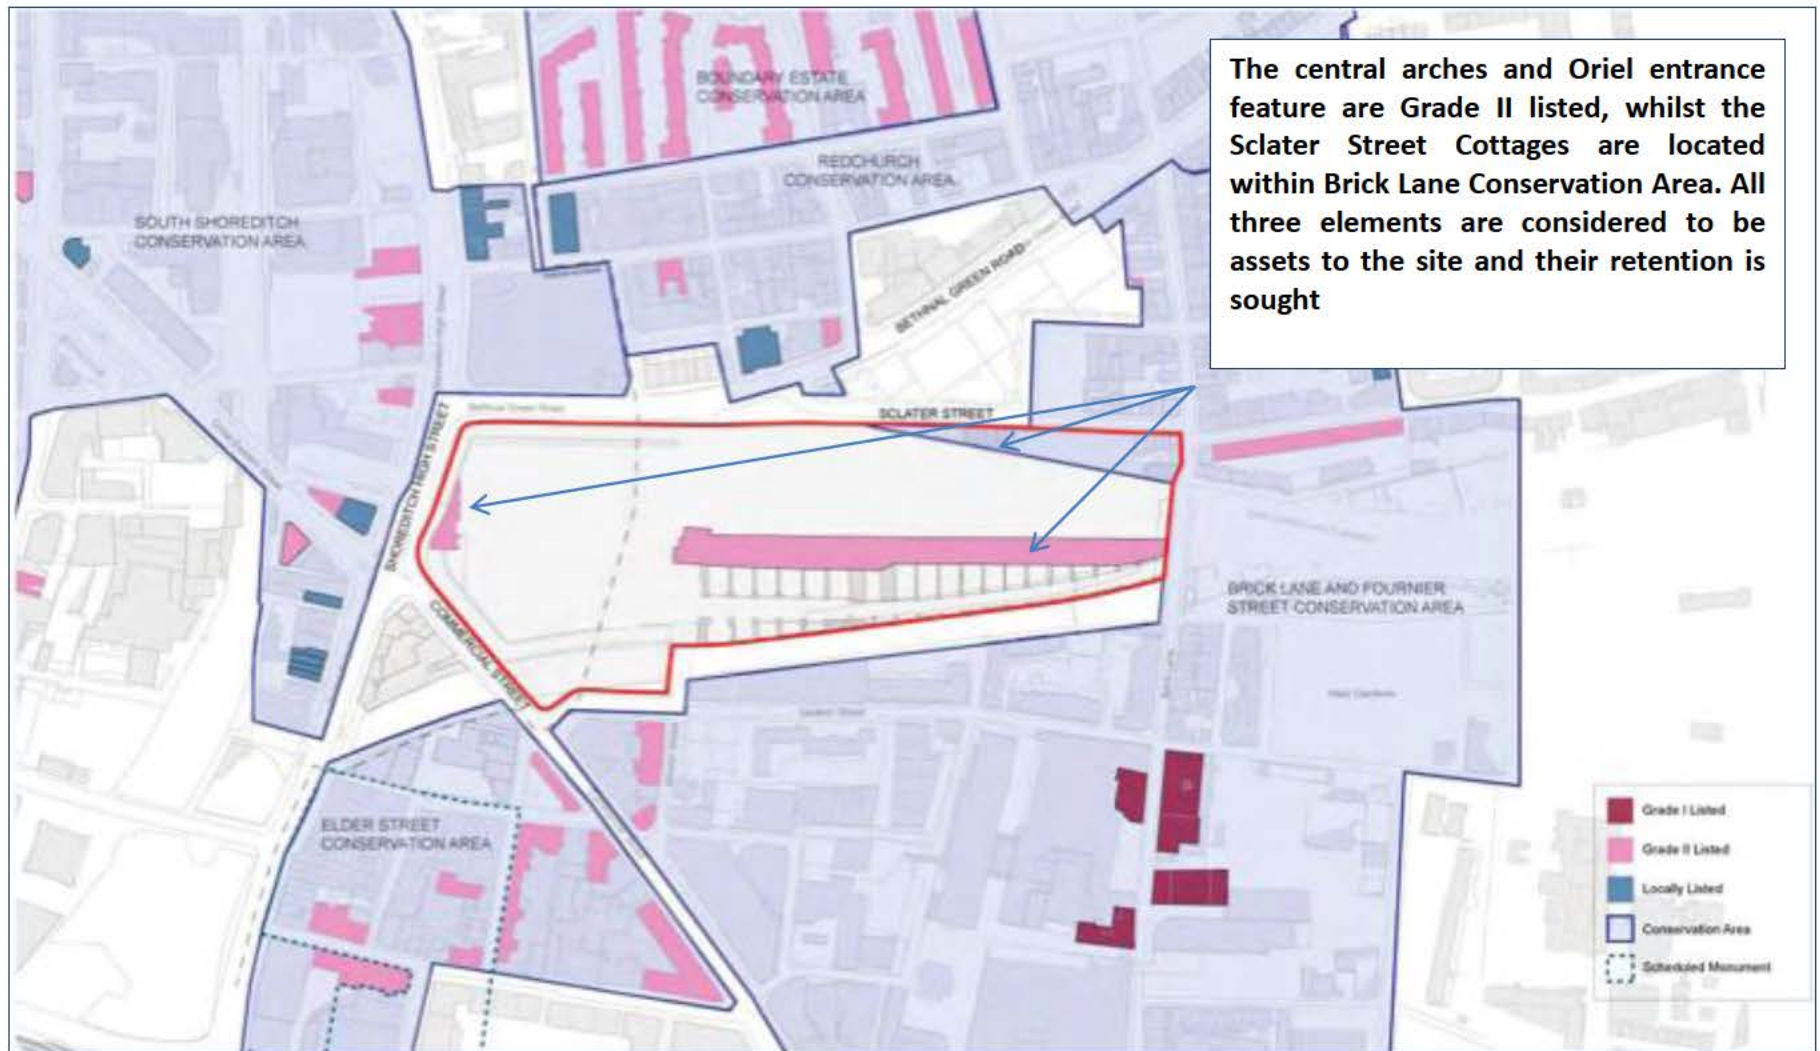 The central arches and Oriel entrance
feature are Grade II listed, whilst the
Sclater Street Cottages are located
within Brick Lane Conservation Area. All
three elements are considered to be
assets to the site and their retention is
sought
BOUNDARY ESTATE
CONSERVATION AREA
REDCHURCH
CONSERVATION AREA
SOUTH SHOREDITCH
CONSERVATION AREA
BETHNAL GREEN ROAD
Bethnal Green Road
SCLATER STREET
SHOREDITCH HIGH STREET
COMMERCIAL STREET
BRICK LANE AND FOURNIER
STREET CONSERVATION AREA
ELDER STREET
CONSERVATION AREA
Grade I Listed
Grade II Listed
Locally Listed
Conservation Area
Scheduled Monument